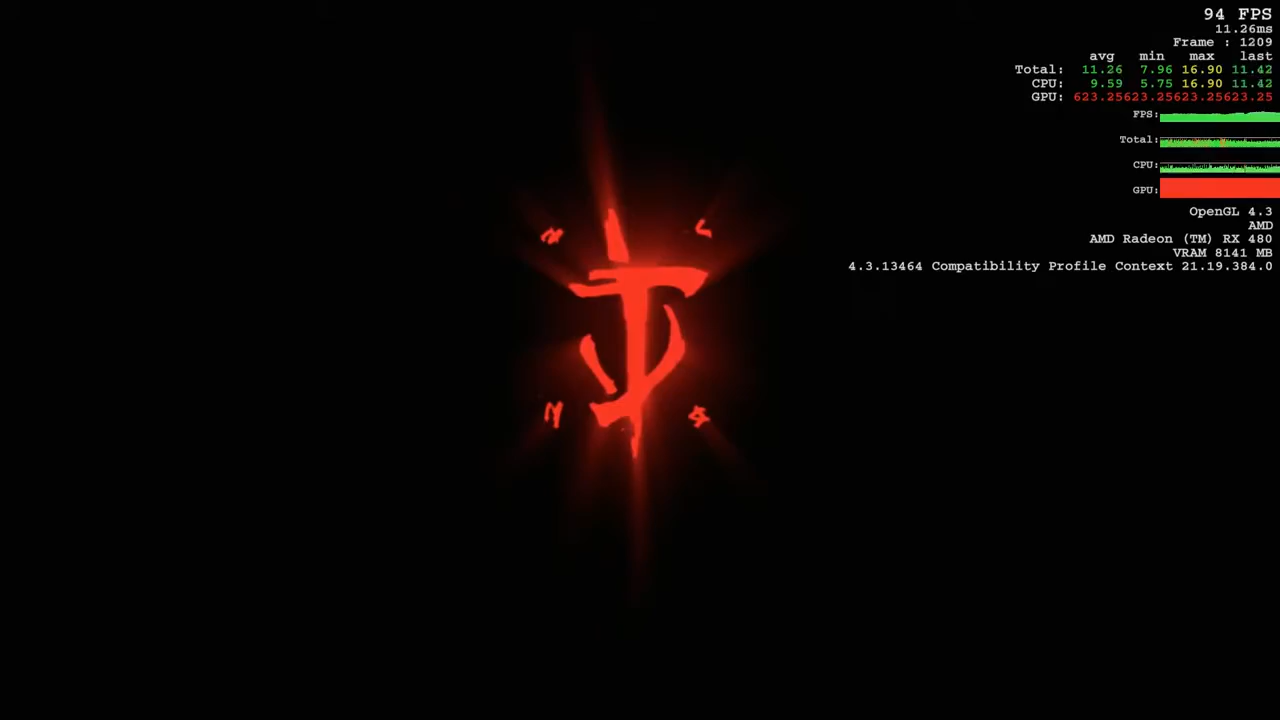 94 FPS
11.26ms
Frame : 1209
avg min max last
Total: 11.26 7.96 16.90 11.42
CPU: 9.59 5.75 16.90 11.42
GPU: 623.25623.25623.25623.25
FPS:
Total:
CPU:
GPU:
OpenGL 4.3
AMD
AMD Radeon (TM) RX 480
VRAM 8141 MB
4.3.13464 Compatibility Profile Context 21.19.384.0